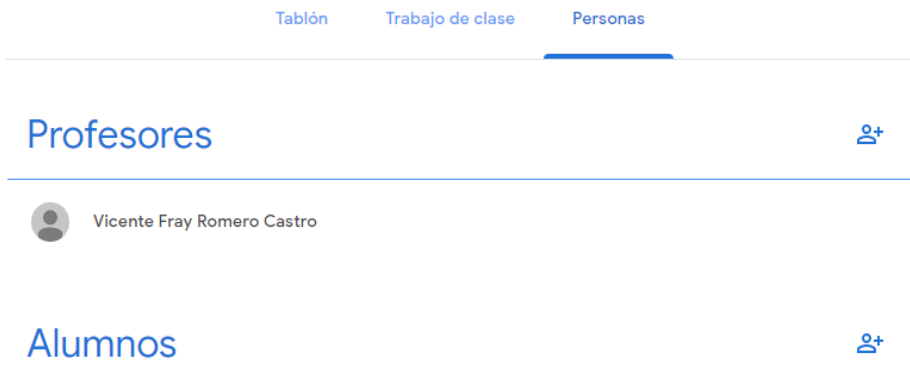 Tablón Trabajo de clase Personas
Profesores
Vicente Fray Romero Castro
Alumnos